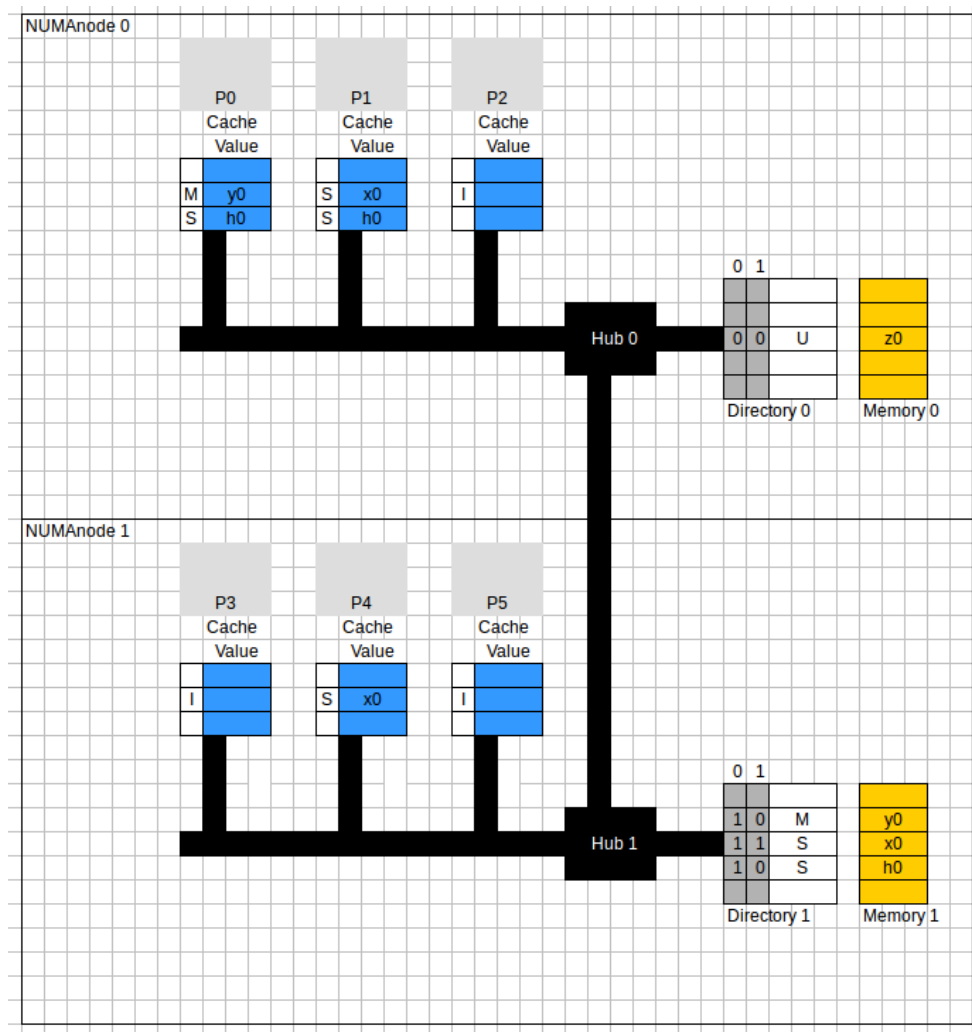 NUMAnode 0
P0 P1 P2
Cache Cache Cache
Value Value Value
M y0 S x0 I
S h0 S h0
0 1
Hub 0 0 0 U z0
Directory 0 Memory 0
NUMAnode 1
P3 P4 P5
Cache Cache Cache
Value Value Value
I S x0 I
0 1
1 0 M y0
Hub 1 1 1 S x0
1 0 S h0
Directory 1 Memory 1